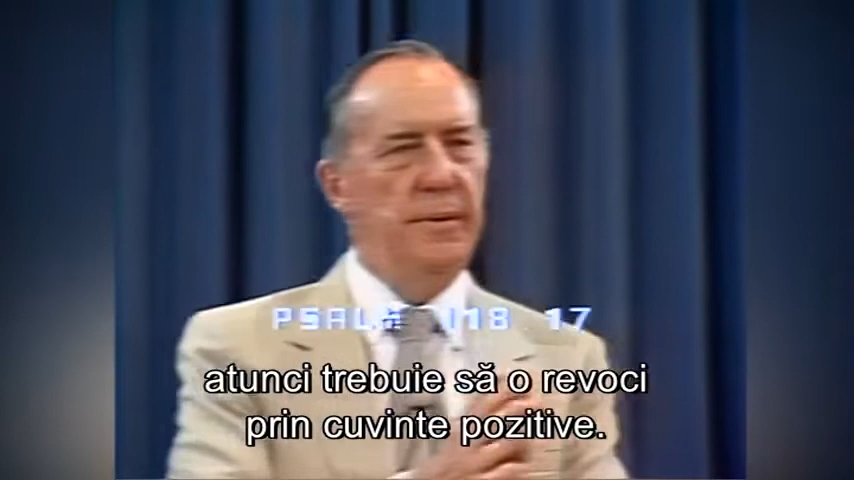 PSALM 118 17
atunci trebuie să o revoci
prin cuvinte pozitive.